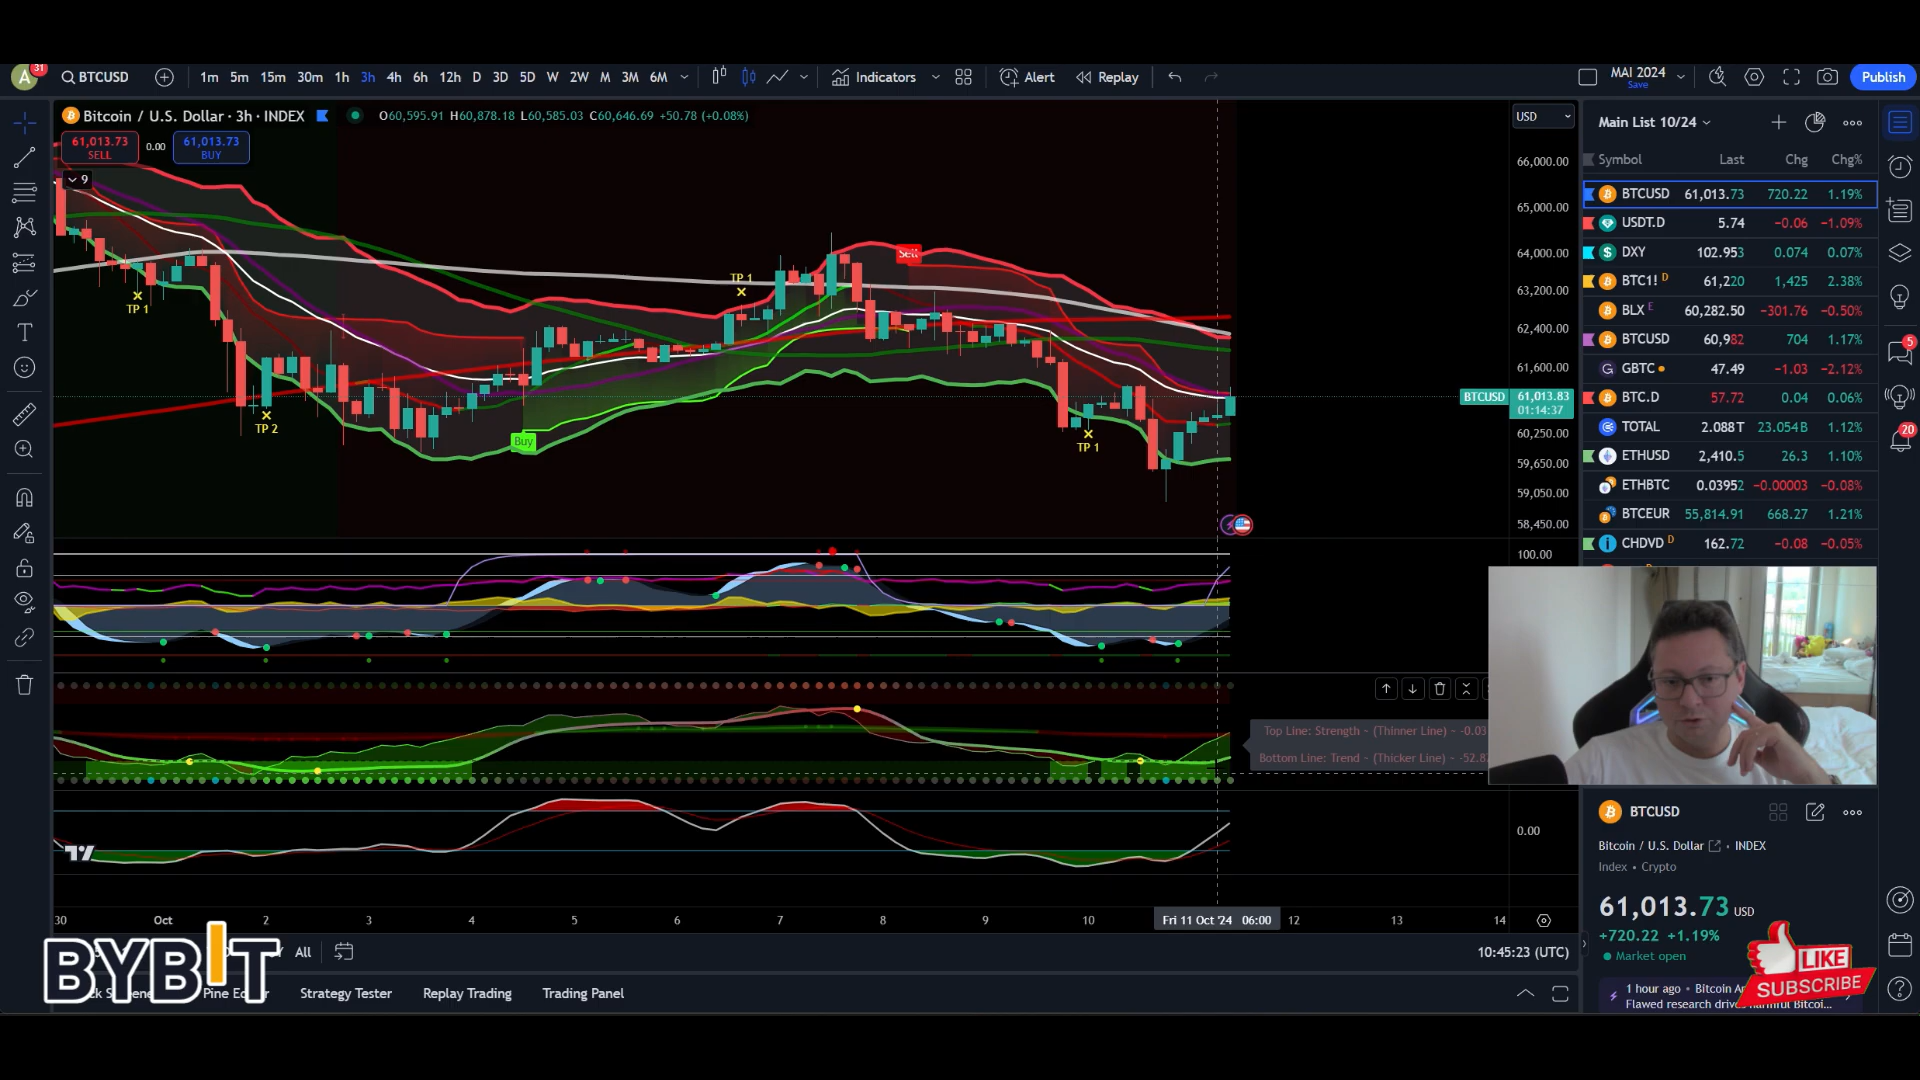 A
31
BTCUSD
1m 5m 15m 30m 1h 3h 4h 6h 12h D 3D 5D W 2W M 3M 6M
Indicators
Alert
Replay
MAI 2024
Save
Publish
Bitcoin / U.S. Dollar · 3h · INDEX
O60,595.91 H60,878.18 L60,585.03 C60,646.69 +50.78 (+0.08%)
61,013.73
SELL
0.00
61,013.73
BUY
9
USD
66,000.00
65,000.00
64,000.00
63,200.00
62,400.00
61,600.00
BTCUSD 61,013.83
01:14:37
60,250.00
59,650.00
59,050.00
58,450.00
100.00
0.00
TP 1
TP 2
Buy
TP 1
Sell
TP 1
Top Line: Strength - (Thinner Line) - -0.03
Bottom Line: Trend - (Thicker Line) - -52.8
30 Oct 2 3 4 5 6 7 8 9 10 Fri 11 Oct '24 06:00 12 13 14
BYBIT
All
10:45:23 (UTC)
Pine
Strategy Tester
Replay Trading
Trading Panel
Main List 10/24
Symbol Last Chg Chg%
BTCUSD 61,013.73 720.22 1.19%
USDT.D 5.74 −0.06 −1.09%
DXY 102.953 0.074 0.07%
BTC1! D 61,220 1,425 2.38%
BLX E 60,282.50 −301.76 −0.50%
BTCUSD 60,982 704 1.17%
GBTC 47.49 −1.03 −2.12%
BTC.D 57.72 0.04 0.06%
TOTAL 2.088T 23.054B 1.12%
ETHUSD 2,410.5 26.3 1.10%
ETHBTC 0.03952 −0.00003 −0.08%
BTCEUR 55,814.91 668.27 1.21%
CHDVD D 162.72 −0.08 −0.05%
5
20
BTCUSD
Bitcoin / U.S. Dollar · INDEX
Index · Crypto
61,013.73 USD
+720.22 +1.19%
Market open
1 hour ago · Bitcoin
Flawed research
LIKE
SUBSCRIBE